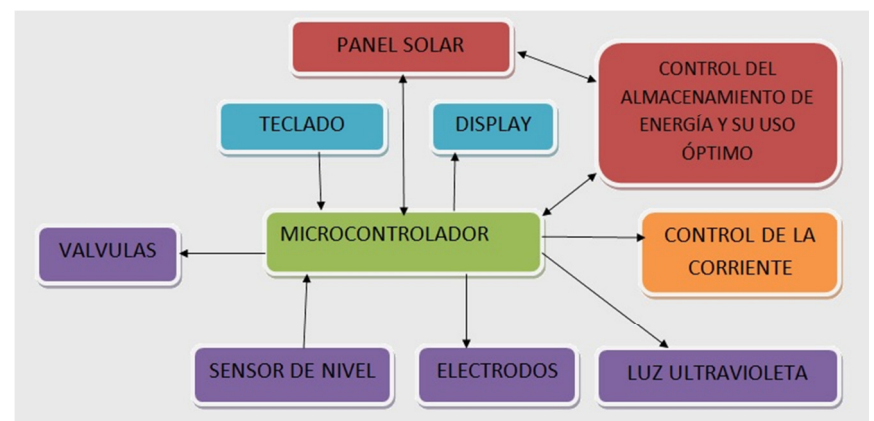 PANEL SOLAR
CONTROL DEL
ALMACENAMIENTO DE
ENERGÍA Y SU USO
ÓPTIMO
TECLADO
DISPLAY
MICROCONTROLADOR
VALVULAS
CONTROL DE LA
CORRIENTE
SENSOR DE NIVEL
ELECTRODOS
LUZ ULTRAVIOLETA